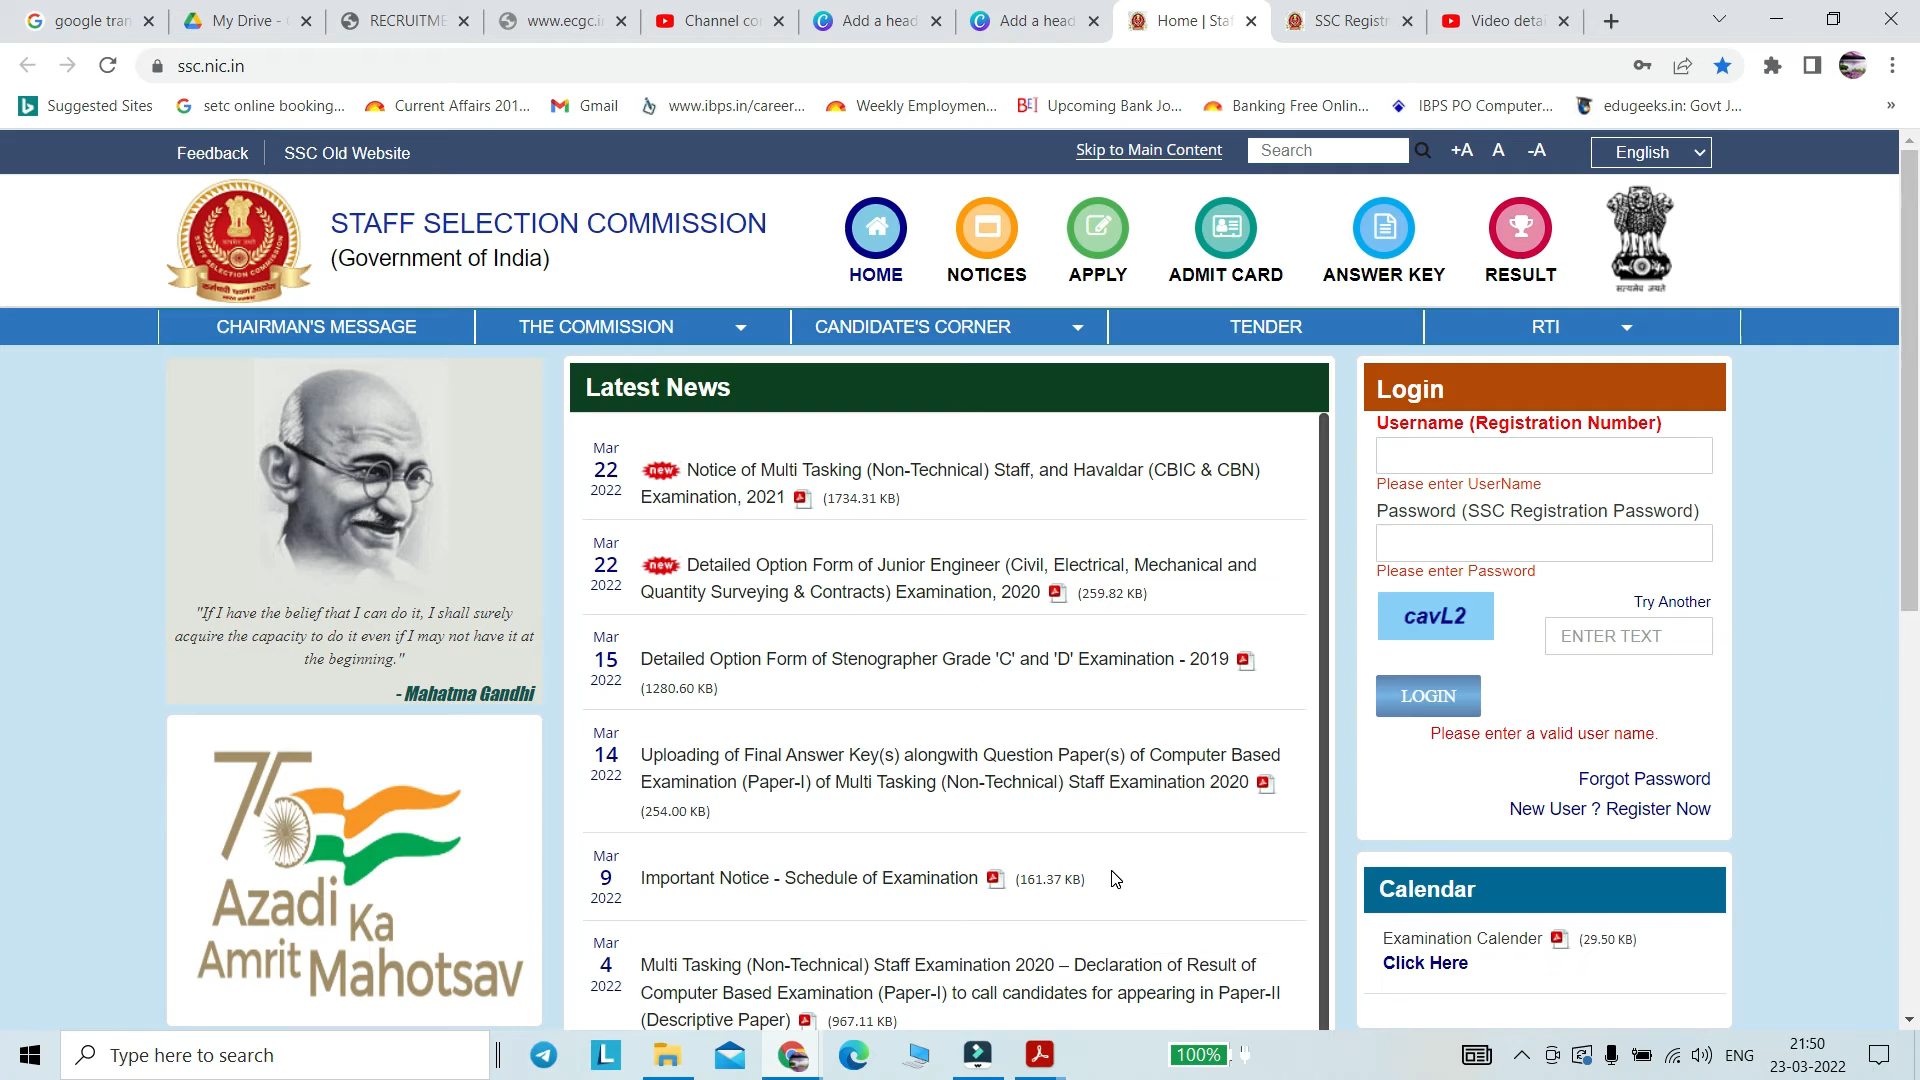 google tran
My Drive -
RECRUITME
www.ecgc.i
Channel co
Add a head
Add a head
Home | Sta
SSC Registr
Video detai
ssc.nic.in
Suggested Sites
setc online booking...
Current Affairs 201...
Gmail
www.ibps.in/career...
Weekly Employmen...
BEJ Upcoming Bank Jo...
Banking Free Onlin...
IBPS PO Computer...
edugeeks.in: Govt J...
»
Feedback
SSC Old Website
Skip to Main Content
Search
+A A -A
English
STAFF SELECTION COMMISSION
(Government of India)
HOME
NOTICES
APPLY
ADMIT CARD
ANSWER KEY
RESULT
सत्यमेव जयते
CHAIRMAN'S MESSAGE
THE COMMISSION
CANDIDATE'S CORNER
TENDER
RTI
"If I have the belief that I can do it, I shall surely
acquire the capacity to do it even if I may not have it at
the beginning."
- Mahatma Gandhi
75
Azadi Ka
Amrit Mahotsav
Latest News
Mar
22
2022
new Notice of Multi Tasking (Non-Technical) Staff, and Havaldar (CBIC & CBN)
Examination, 2021 (1734.31 KB)
Mar
22
2022
new Detailed Option Form of Junior Engineer (Civil, Electrical, Mechanical and
Quantity Surveying & Contracts) Examination, 2020 (259.82 KB)
Mar
15
2022
Detailed Option Form of Stenographer Grade 'C' and 'D' Examination - 2019
(1280.60 KB)
Mar
14
2022
Uploading of Final Answer Key(s) alongwith Question Paper(s) of Computer Based
Examination (Paper-I) of Multi Tasking (Non-Technical) Staff Examination 2020
(254.00 KB)
Mar
9
2022
Important Notice - Schedule of Examination (161.37 KB)
Mar
4
2022
Multi Tasking (Non-Technical) Staff Examination 2020 – Declaration of Result of
Computer Based Examination (Paper-I) to call candidates for appearing in Paper-II
(Descriptive Paper) (967.11 KB)
Login
Username (Registration Number)
Please enter UserName
Password (SSC Registration Password)
Please enter Password
cavL2
Try Another
ENTER TEXT
LOGIN
Please enter a valid user name.
Forgot Password
New User ? Register Now
Calendar
Examination Calender (29.50 KB)
Click Here
Type here to search
100%
ENG
21:50
23-03-2022